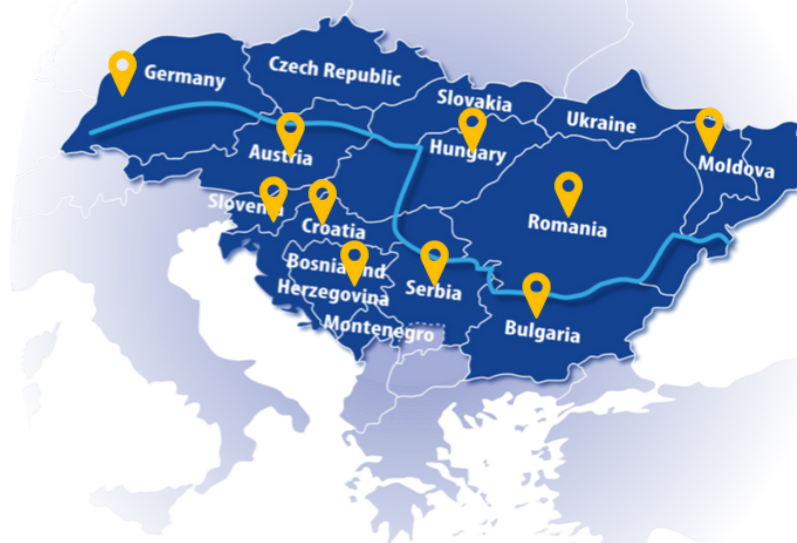 Germany
Czech Republic
Slovakia
Ukraine
Hungary
Austria
Moldova
Slovenia
Croatia
Romania
Bosnia and
Herzegovina
Serbia
Montenegro
Bulgaria